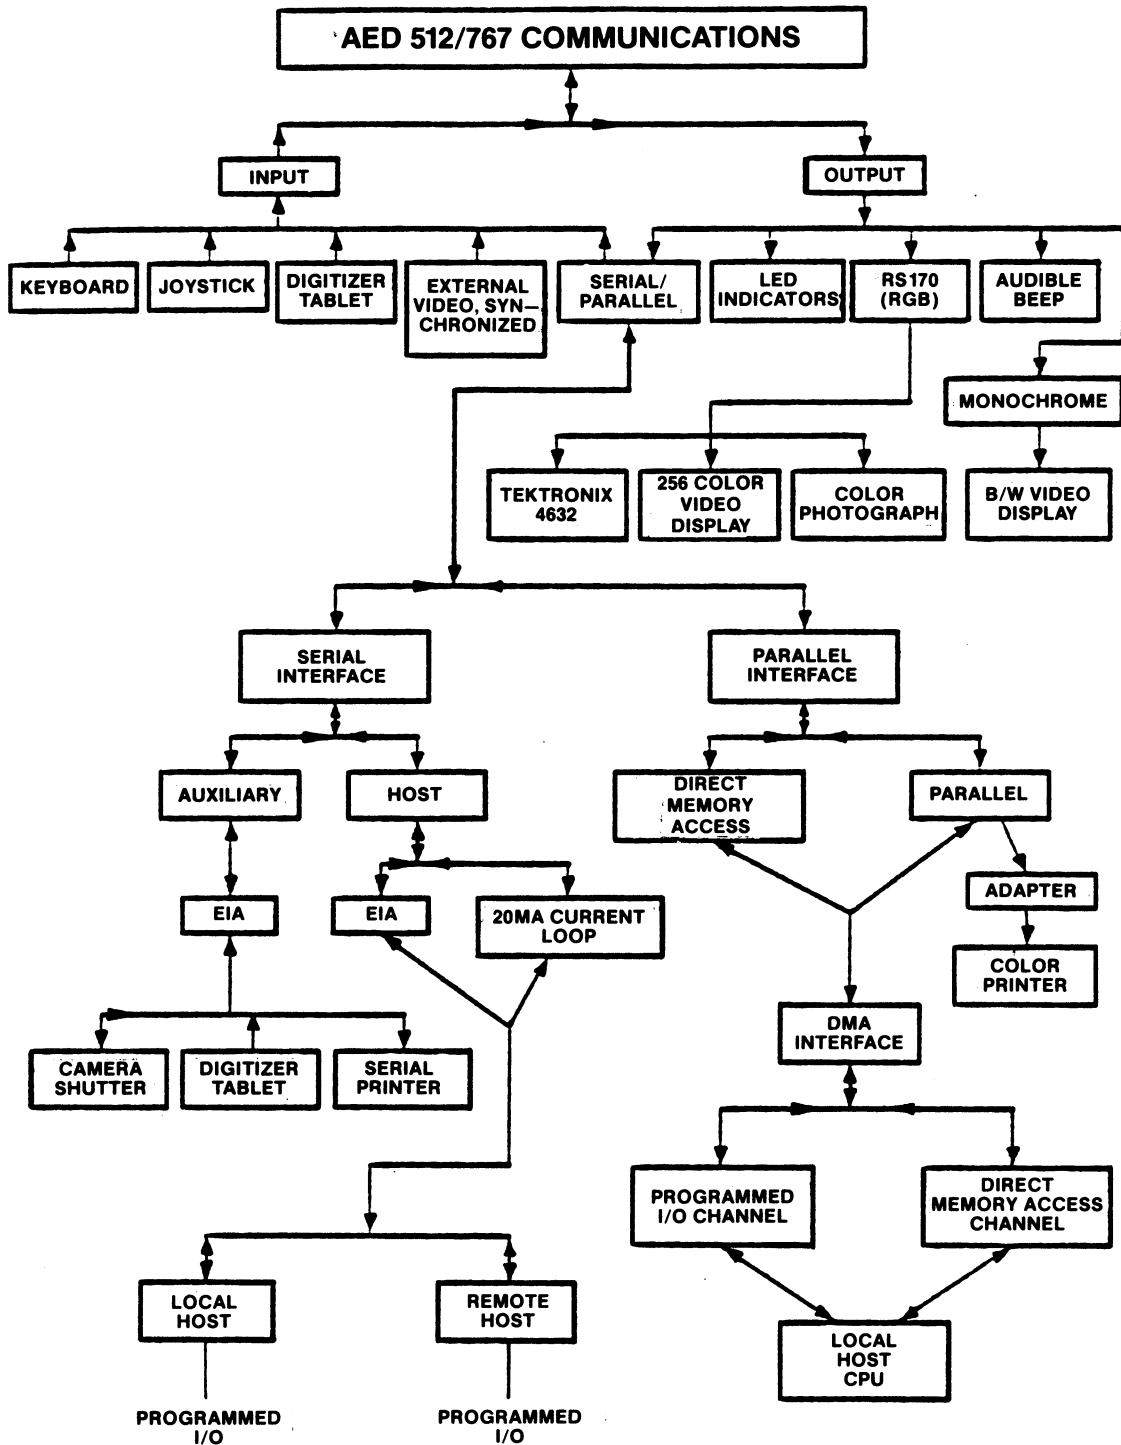 AED 512/767 COMMUNICATIONS
INPUT
OUTPUT
KEYBOARD
JOYSTICK
DIGITIZER
TABLET
EXTERNAL
VIDEO, SYN-
CHRONIZED
SERIAL/
PARALLEL
LED
INDICATORS
RS170
(RGB)
AUDIBLE
BEEP
MONOCHROME
TEKTRONIX
4632
256 COLOR
VIDEO
DISPLAY
COLOR
PHOTOGRAPH
B/W VIDEO
DISPLAY
SERIAL
INTERFACE
PARALLEL
INTERFACE
AUXILIARY
HOST
DIRECT
MEMORY
ACCESS
PARALLEL
EIA
EIA
20MA CURRENT
LOOP
ADAPTER
COLOR
PRINTER
DMA
INTERFACE
CAMERA
SHUTTER
DIGITIZER
TABLET
SERIAL
PRINTER
PROGRAMMED
I/O CHANNEL
DIRECT
MEMORY ACCESS
CHANNEL
LOCAL
HOST
REMOTE
HOST
LOCAL
HOST
CPU
PROGRAMMED
I/O
PROGRAMMED
I/O